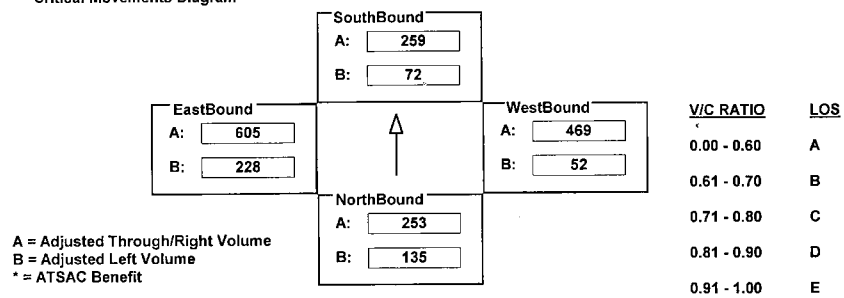 Critical Movements Diagram
SouthBound
A: 259
B: 72
EastBound
A: 605
B: 228
WestBound
A: 469
B: 52
NorthBound
A: 253
B: 135
A = Adjusted Through/Right Volume
B = Adjusted Left Volume
* = ATSAC Benefit
V/C RATIO LOS
0.00 - 0.60 A
0.61 - 0.70 B
0.71 - 0.80 C
0.81 - 0.90 D
0.91 - 1.00 E